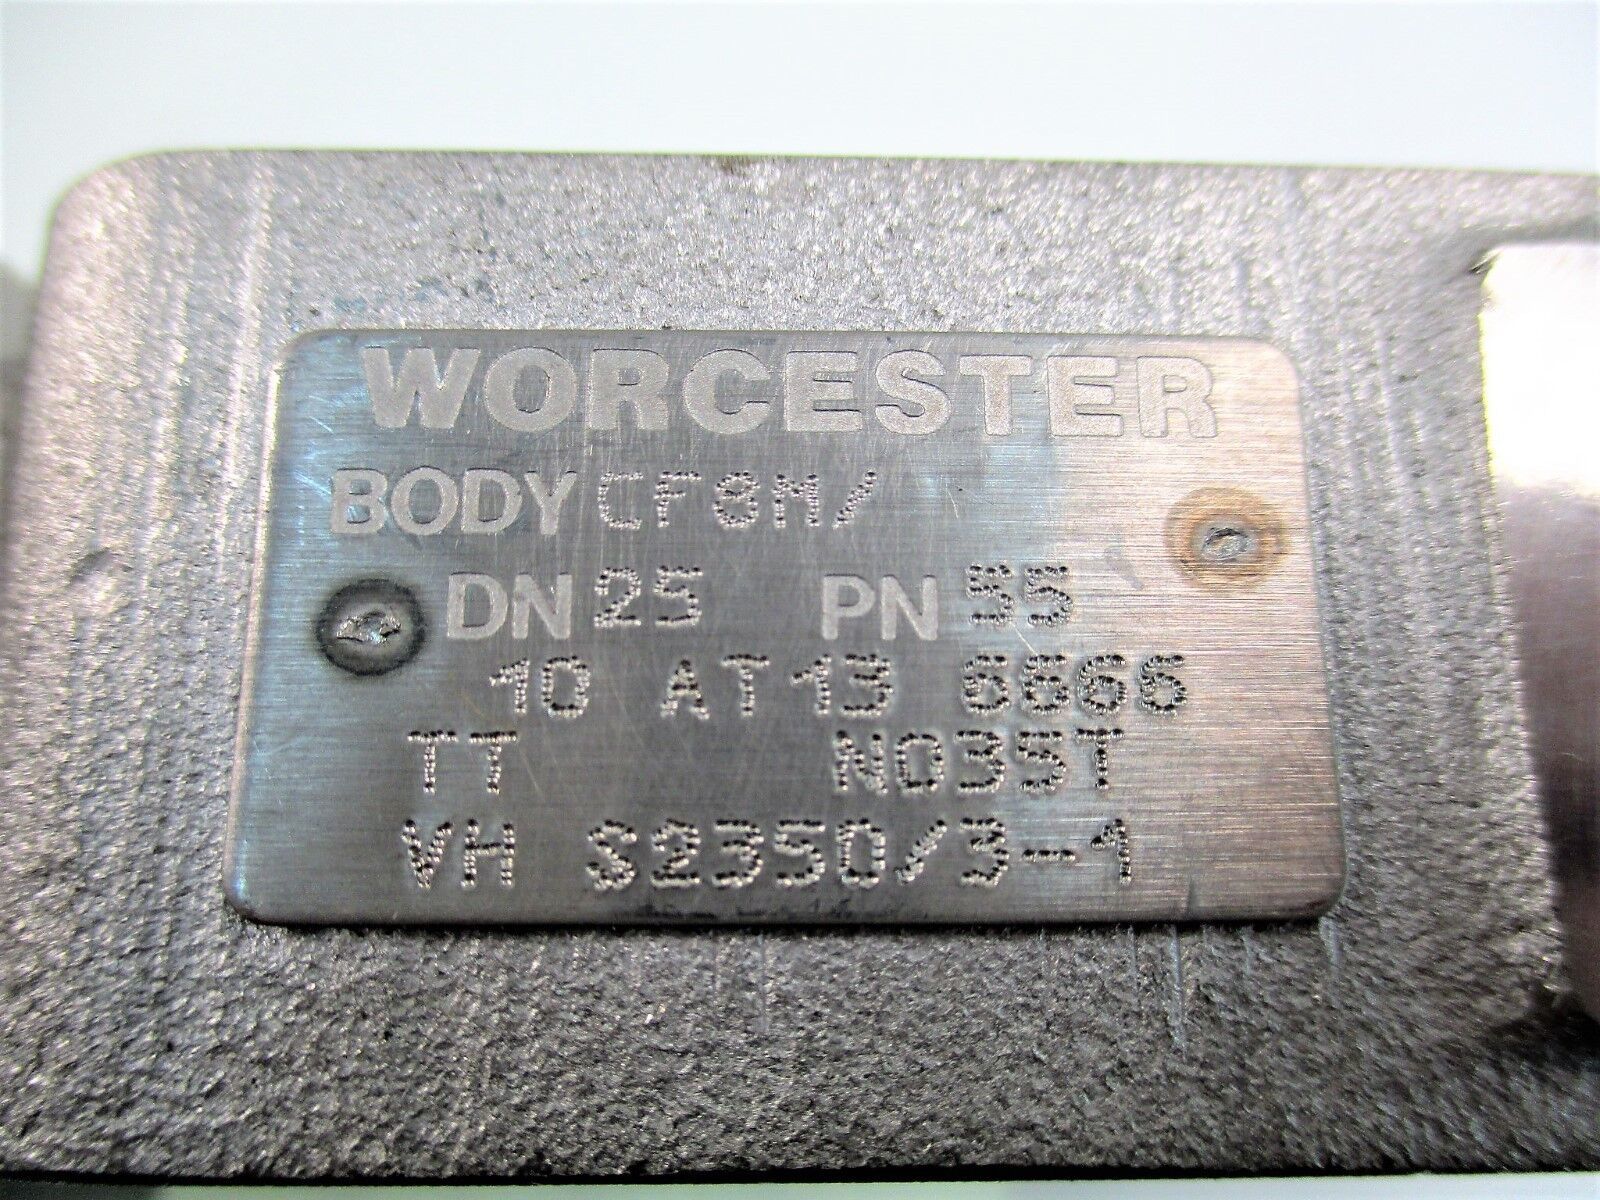 WORCESTER
BODY CF8M/
DN 25 PN 55
10 AT13 6666
TT N035T
VH S2350/3-1